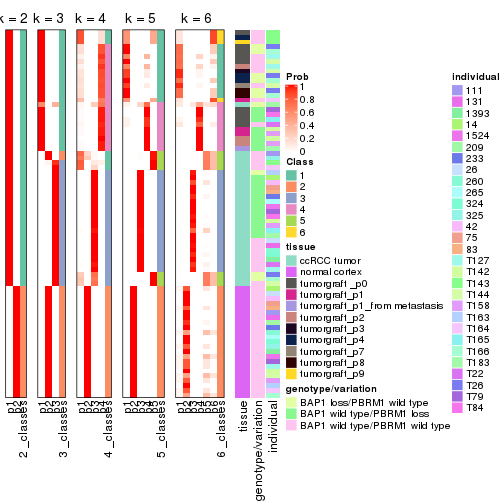 k = 2
k = 3
k = 4
k = 5
k = 6
p1
p2
2_classes
p1
p2
p3
3_classes
p1
p2
p3
p4
4_classes
p1
p2
p3
p4
p5
5_classes
p1
p2
p3
p4
p5
p6
6_classes
tissue
genotype/variation
individual
Prob
1
0.8
0.6
0.4
0.2
0
Class
1
2
3
4
5
6
tissue
ccRCC tumor
normal cortex
tumorgraft_p0
tumorgraft_p1
tumorgraft_p1_from metastasis
tumorgraft_p2
tumorgraft_p3
tumorgraft_p4
tumorgraft_p7
tumorgraft_p8
tumorgraft_p9
genotype/variation
BAP1 loss/PBRM1 wild type
BAP1 wild type/PBRM1 loss
BAP1 wild type/PBRM1 wild type
individual
111
131
1393
14
1524
209
233
26
260
265
324
325
42
75
83
T127
T142
T143
T144
T158
T163
T164
T165
T166
T183
T22
T26
T79
T84